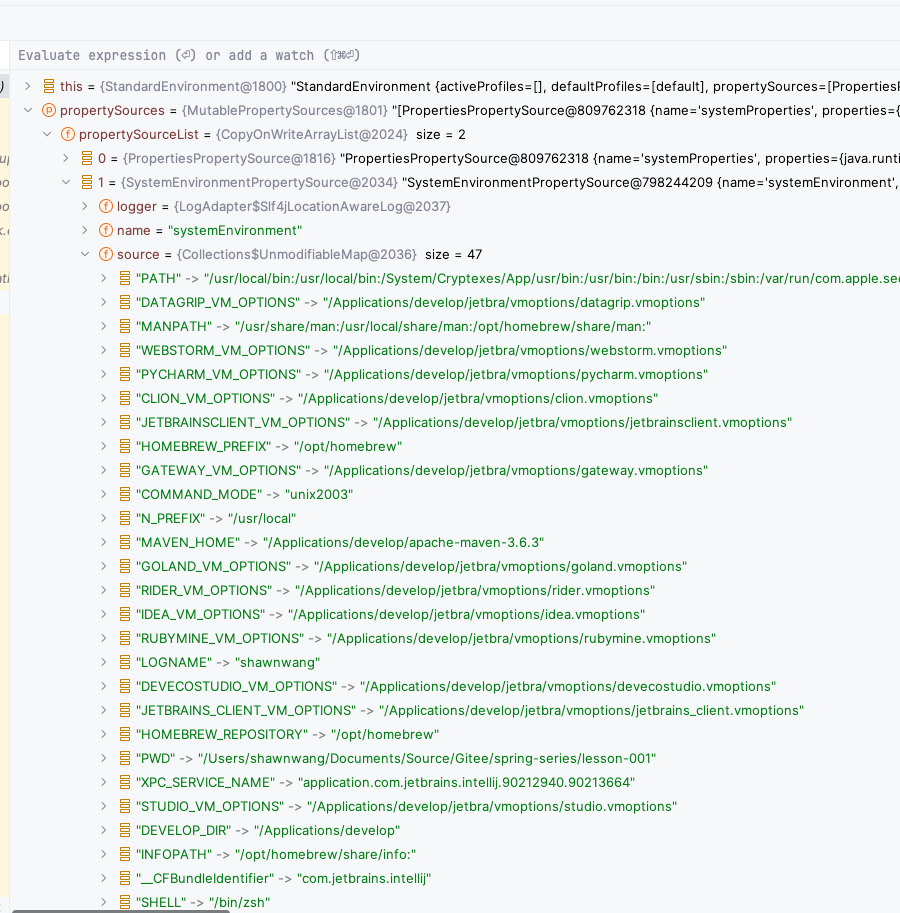 Evaluate expression (⏎) or add a watch (⇧⌘⏎)
this = {StandardEnvironment@1800} "StandardEnvironment {activeProfiles=[], defaultProfiles=[default], propertySources=[Properties
propertySources = {MutablePropertySources@1801} "[PropertiesPropertySource@809762318 {name='systemProperties', properties={
propertySourceList = {CopyOnWriteArrayList@2024} size = 2
0 = {PropertiesPropertySource@1816} "PropertiesPropertySource@809762318 {name='systemProperties', properties={java.runti
1 = {SystemEnvironmentPropertySource@2034} "SystemEnvironmentPropertySource@798244209 {name='systemEnvironment',
logger = {LogAdapter$Slf4jLocationAwareLog@2037}
name = "systemEnvironment"
source = {Collections$UnmodifiableMap@2036} size = 47
"PATH" -> "/usr/local/bin:/usr/local/bin:/System/Cryptexes/App/usr/bin:/usr/bin:/bin:/usr/sbin:/sbin:/var/run/com.apple.sec
"DATAGRIP_VM_OPTIONS" -> "/Applications/develop/jetbra/vmoptions/datagrip.vmoptions"
"MANPATH" -> "/usr/share/man:/usr/local/share/man:/opt/homebrew/share/man:"
"WEBSTORM_VM_OPTIONS" -> "/Applications/develop/jetbra/vmoptions/webstorm.vmoptions"
"PYCHARM_VM_OPTIONS" -> "/Applications/develop/jetbra/vmoptions/pycharm.vmoptions"
"CLION_VM_OPTIONS" -> "/Applications/develop/jetbra/vmoptions/clion.vmoptions"
"JETBRAINSCLIENT_VM_OPTIONS" -> "/Applications/develop/jetbra/vmoptions/jetbrainsclient.vmoptions"
"HOMEBREW_PREFIX" -> "/opt/homebrew"
"GATEWAY_VM_OPTIONS" -> "/Applications/develop/jetbra/vmoptions/gateway.vmoptions"
"COMMAND_MODE" -> "unix2003"
"N_PREFIX" -> "/usr/local"
"MAVEN_HOME" -> "/Applications/develop/apache-maven-3.6.3"
"GOLAND_VM_OPTIONS" -> "/Applications/develop/jetbra/vmoptions/goland.vmoptions"
"RIDER_VM_OPTIONS" -> "/Applications/develop/jetbra/vmoptions/rider.vmoptions"
"IDEA_VM_OPTIONS" -> "/Applications/develop/jetbra/vmoptions/idea.vmoptions"
"RUBYMINE_VM_OPTIONS" -> "/Applications/develop/jetbra/vmoptions/rubymine.vmoptions"
"LOGNAME" -> "shawnwang"
"DEVECOSTUDIO_VM_OPTIONS" -> "/Applications/develop/jetbra/vmoptions/devecostudio.vmoptions"
"JETBRAINS_CLIENT_VM_OPTIONS" -> "/Applications/develop/jetbra/vmoptions/jetbrains_client.vmoptions"
"HOMEBREW_REPOSITORY" -> "/opt/homebrew"
"PWD" -> "/Users/shawnwang/Documents/Source/Gitee/spring-series/lesson-001"
"XPC_SERVICE_NAME" -> "application.com.jetbrains.intellij.90212940.90213664"
"STUDIO_VM_OPTIONS" -> "/Applications/develop/jetbra/vmoptions/studio.vmoptions"
"DEVELOP_DIR" -> "/Applications/develop"
"INFOPATH" -> "/opt/homebrew/share/info:"
"__CFBundleIdentifier" -> "com.jetbrains.intellij"
"SHELL" -> "/bin/zsh"